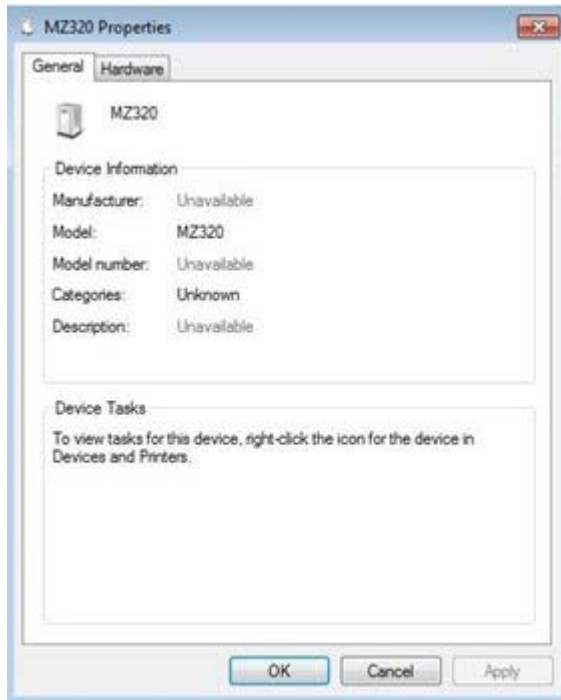 MZ320 Properties
General Hardware
MZ320
Device Information
Manufacturer: Unavailable
Model: MZ320
Model number: Unavailable
Categories: Unknown
Description: Unavailable
Device Tasks
To view tasks for this device, right-click the icon for the device in
Devices and Printers.
OK Cancel Apply